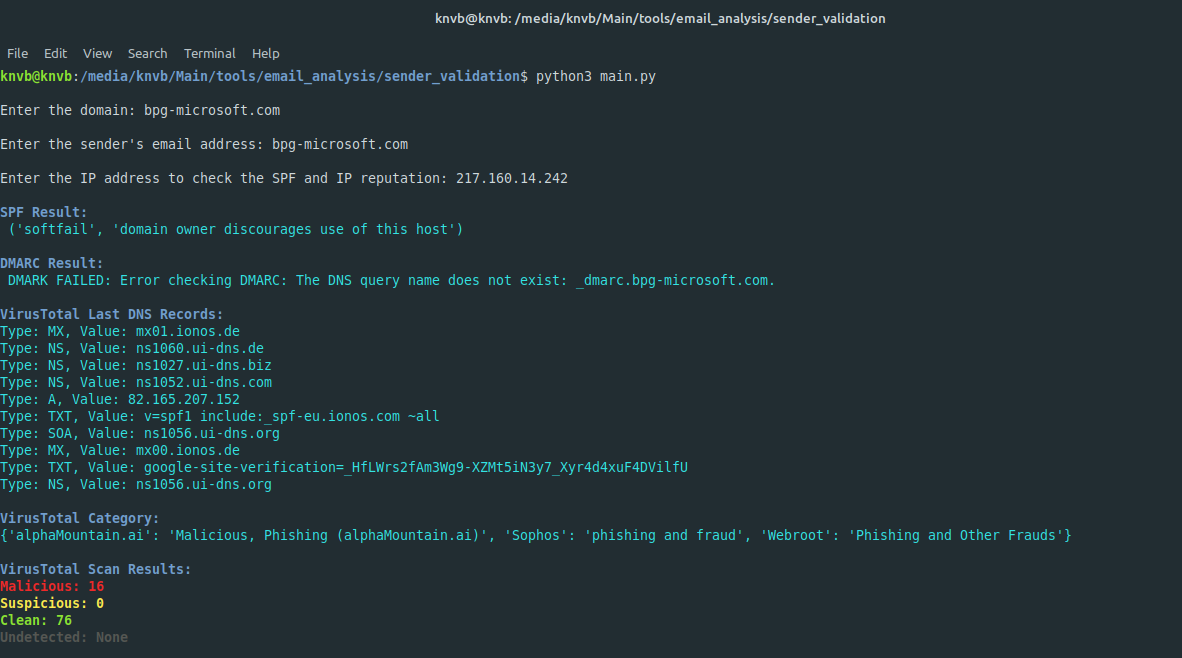 knvb@knvb: /media/knvb/Main/tools/email_analysis/sender_validation
File Edit View Search Terminal Help
knvb@knvb:/media/knvb/Main/tools/email_analysis/sender_validation$ python3 main.py
Enter the domain: bpg-microsoft.com
Enter the sender's email address: bpg-microsoft.com
Enter the IP address to check the SPF and IP reputation: 217.160.14.242
SPF Result:
('softfail', 'domain owner discourages use of this host')
DMARC Result:
DMARK FAILED: Error checking DMARC: The DNS query name does not exist: _dmarc.bpg-microsoft.com.
VirusTotal Last DNS Records:
Type: MX, Value: mx01.ionos.de
Type: NS, Value: ns1060.ui-dns.de
Type: NS, Value: ns1027.ui-dns.biz
Type: NS, Value: ns1052.ui-dns.com
Type: A, Value: 82.165.207.152
Type: TXT, Value: v=spf1 include:_spf-eu.ionos.com ~all
Type: SOA, Value: ns1056.ui-dns.org
Type: MX, Value: mx00.ionos.de
Type: TXT, Value: google-site-verification=_HfLWrs2fAm3Wg9-XZMt5iN3y7_Xyr4d4xuF4DVilfU
Type: NS, Value: ns1056.ui-dns.org
VirusTotal Category:
{'alphaMountain.ai': 'Malicious, Phishing (alphaMountain.ai)', 'Sophos': 'phishing and fraud', 'Webroot': 'Phishing and Other Frauds'}
VirusTotal Scan Results:
Malicious: 16
Suspicious: 0
Clean: 76
Undetected: None